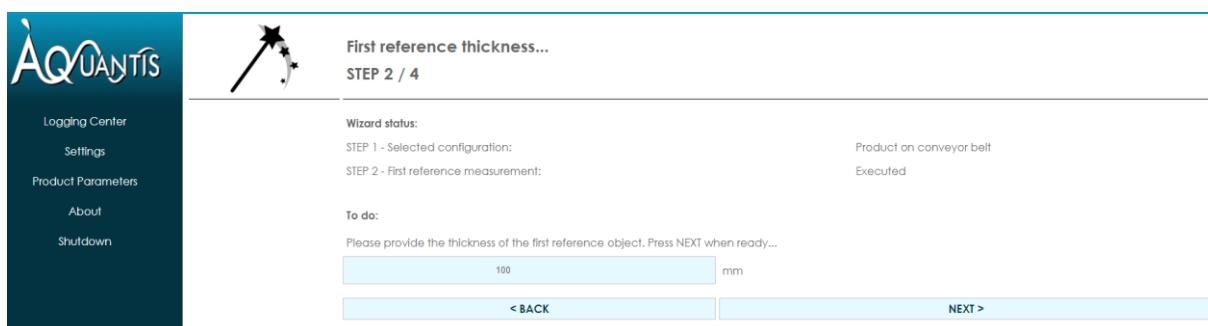 ÀQUANTIS
Logging Center
Settings
Product Parameters
About
Shutdown
First reference thickness...
STEP 2 / 4
Wizard status:
STEP 1 - Selected configuration: Product on conveyor belt
STEP 2 - First reference measurement: Executed
To do:
Please provide the thickness of the first reference object. Press NEXT when ready...
100 mm
< BACK NEXT >